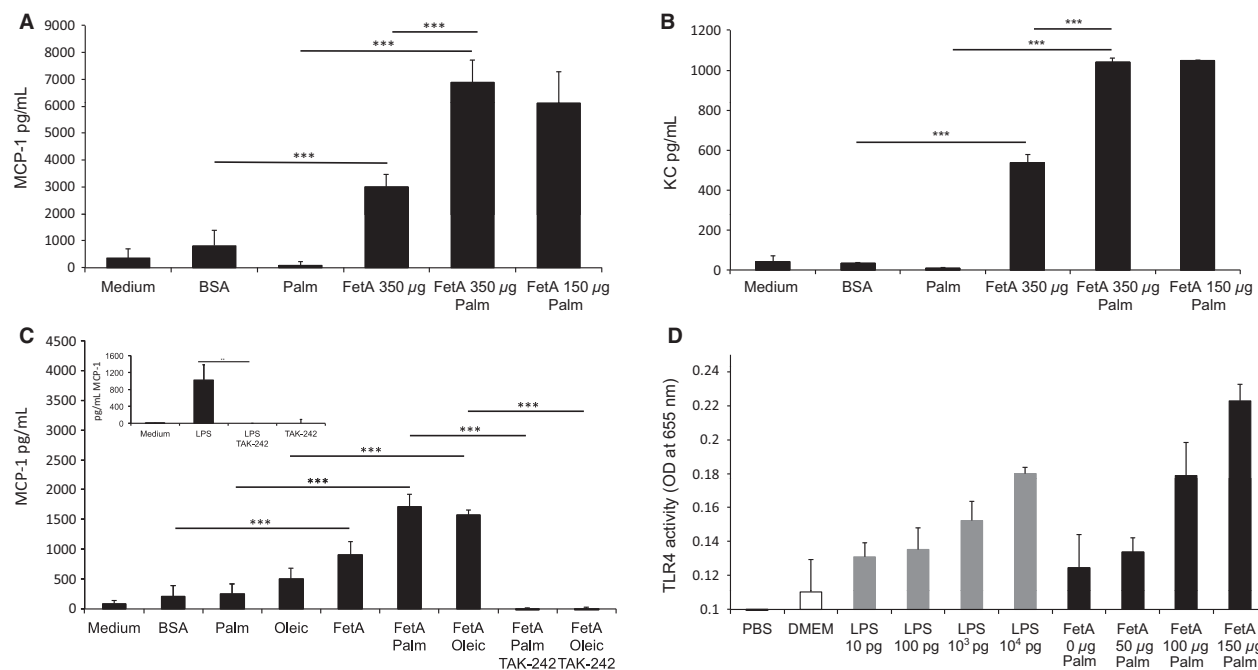 A
MCP-1 pg/mL
9000
8000
7000
6000
5000
4000
3000
2000
1000
0
***
***
***
Medium
BSA
Palm
FetA 350 µg
FetA 350 µg
Palm
FetA 150 µg
Palm
B
KC pg/mL
1200
1000
800
600
400
200
0
***
***
***
Medium
BSA
Palm
FetA 350 µg
FetA 350 µg
Palm
FetA 150 µg
Palm
C
MCP-1 pg/mL
4500
4000
3500
3000
2500
2000
1500
1000
500
0
pg/mL MCP-1
1600
1200
800
400
0
Medium
LPS
LPS
TAK-242
TAK-242
***
***
***
***
***
Medium
BSA
Palm
Oleic
FetA
FetA
Palm
FetA
Oleic
FetA
Palm
TAK-242
FetA
Oleic
TAK-242
D
TLR4 activity (OD at 655 nm)
0.24
0.22
0.2
0.18
0.16
0.14
0.12
0.1
PBS
DMEM
LPS
10 pg
LPS
100 pg
LPS
10³ pg
LPS
10⁴ pg
FetA
0 µg
Palm
FetA
50 µg
Palm
FetA
100 µg
Palm
FetA
150 µg
Palm